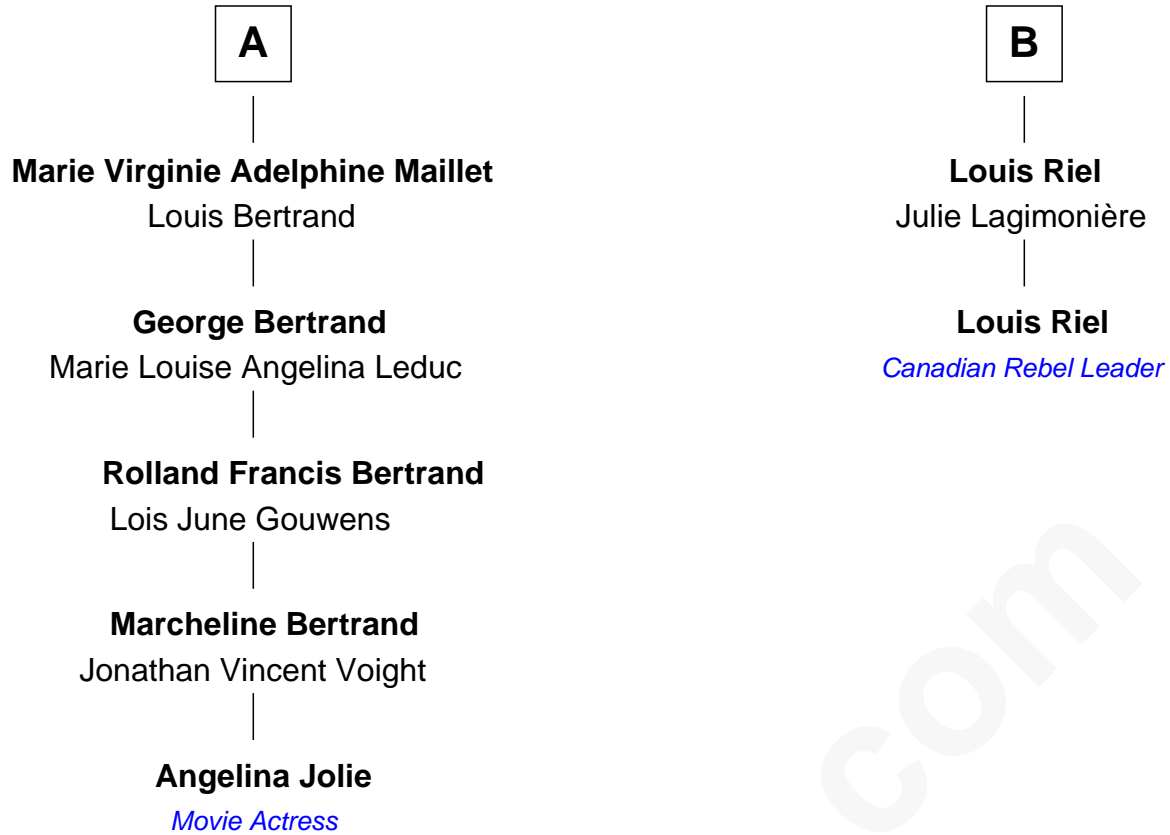 A
Marie Virginie Adelphine Maillet
Louis Bertrand
George Bertrand
Marie Louise Angelina Leduc
Rolland Francis Bertrand
Lois June Gouwens
Marcheline Bertrand
Jonathan Vincent Voight
Angelina Jolie
Movie Actress
B
Louis Riel
Julie Lagimonière
Louis Riel
Canadian Rebel Leader
com